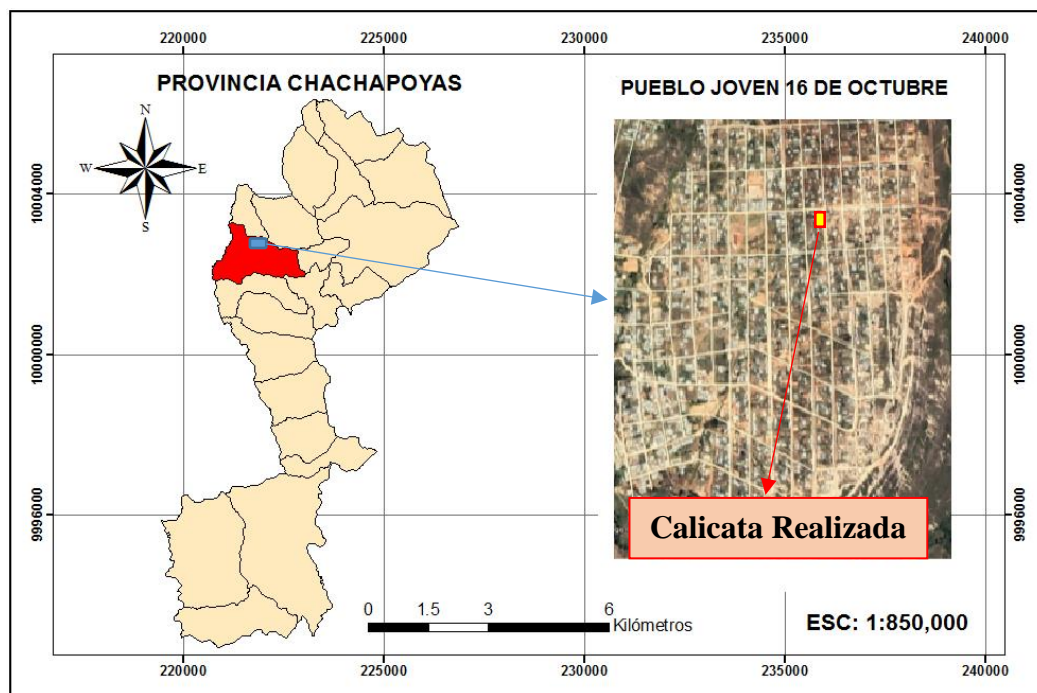 220000 225000 230000 235000 240000
PROVINCIA CHACHAPOYAS
PUEBLO JOVEN 16 DE OCTUBRE
N
W E
S
10004000 10004000
10000000 10000000
9996000 9996000
Calicata Realizada
0 1.5 3 6
Kilómetros
ESC: 1:850,000
220000 225000 230000 235000 240000